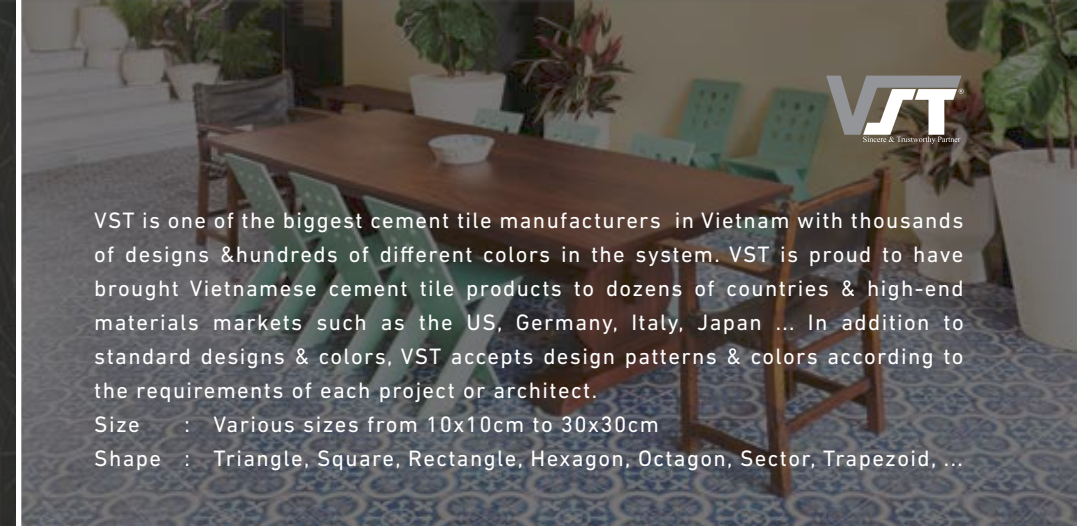 VST®
Sincere & Trustworthy Partner
VST is one of the biggest cement tile manufacturers  in Vietnam with thousands
of designs &hundreds of different colors in the system. VST is proud to have
brought Vietnamese cement tile products to dozens of countries & high-end
materials markets such as the US, Germany, Italy, Japan ... In addition to
standard designs & colors, VST accepts design patterns & colors according to
the requirements of each project or architect.
Size : Various sizes from 10x10cm to 30x30cm
Shape : Triangle, Square, Rectangle, Hexagon, Octagon, Sector, Trapezoid, ...